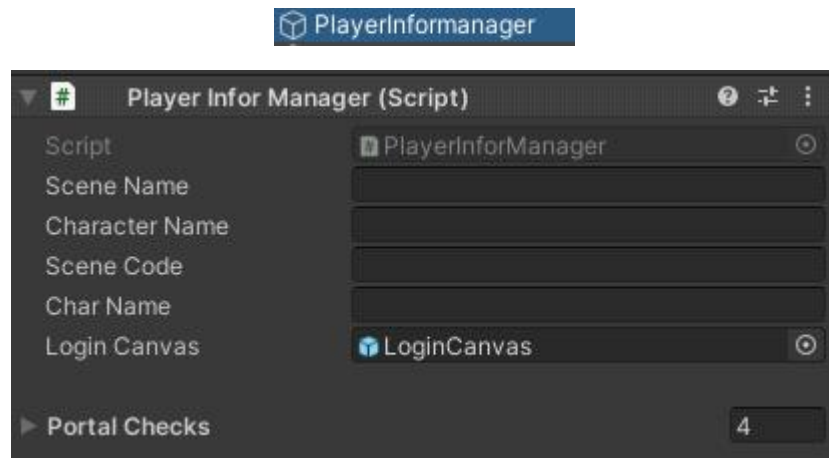 PlayerInformanager
# Player Infor Manager (Script)
Script PlayerInforManager
Scene Name
Character Name
Scene Code
Char Name
Login Canvas LoginCanvas
Portal Checks 4